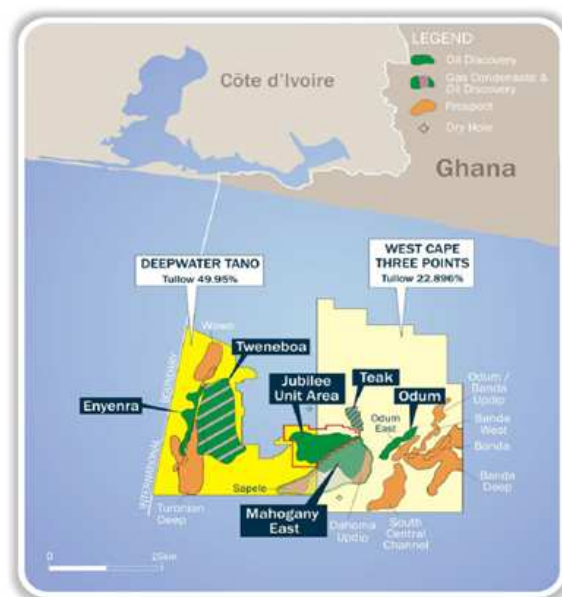 LEGEND
Oil Discovery
Gas Condensate &
Oil Discovery
Prospect
Dry Hole
Côte d'Ivoire
Ghana
DEEPWATER TANO
Tullow 49.95%
WEST CAPE
THREE POINTS
Tullow 22.896%
Wawa
Tweneboa
Enyenra
INTERNATIONAL BOUNDARY
Jubilee
Unit Area
Teak
Odum
Odum /
Banda
Updip
Odum
East
Banda
West
Banda
Banda
Deep
Turonian
Deep
Sapele
Mahogany
East
Dahoma
Updip
South
Central
Channel
0
25km